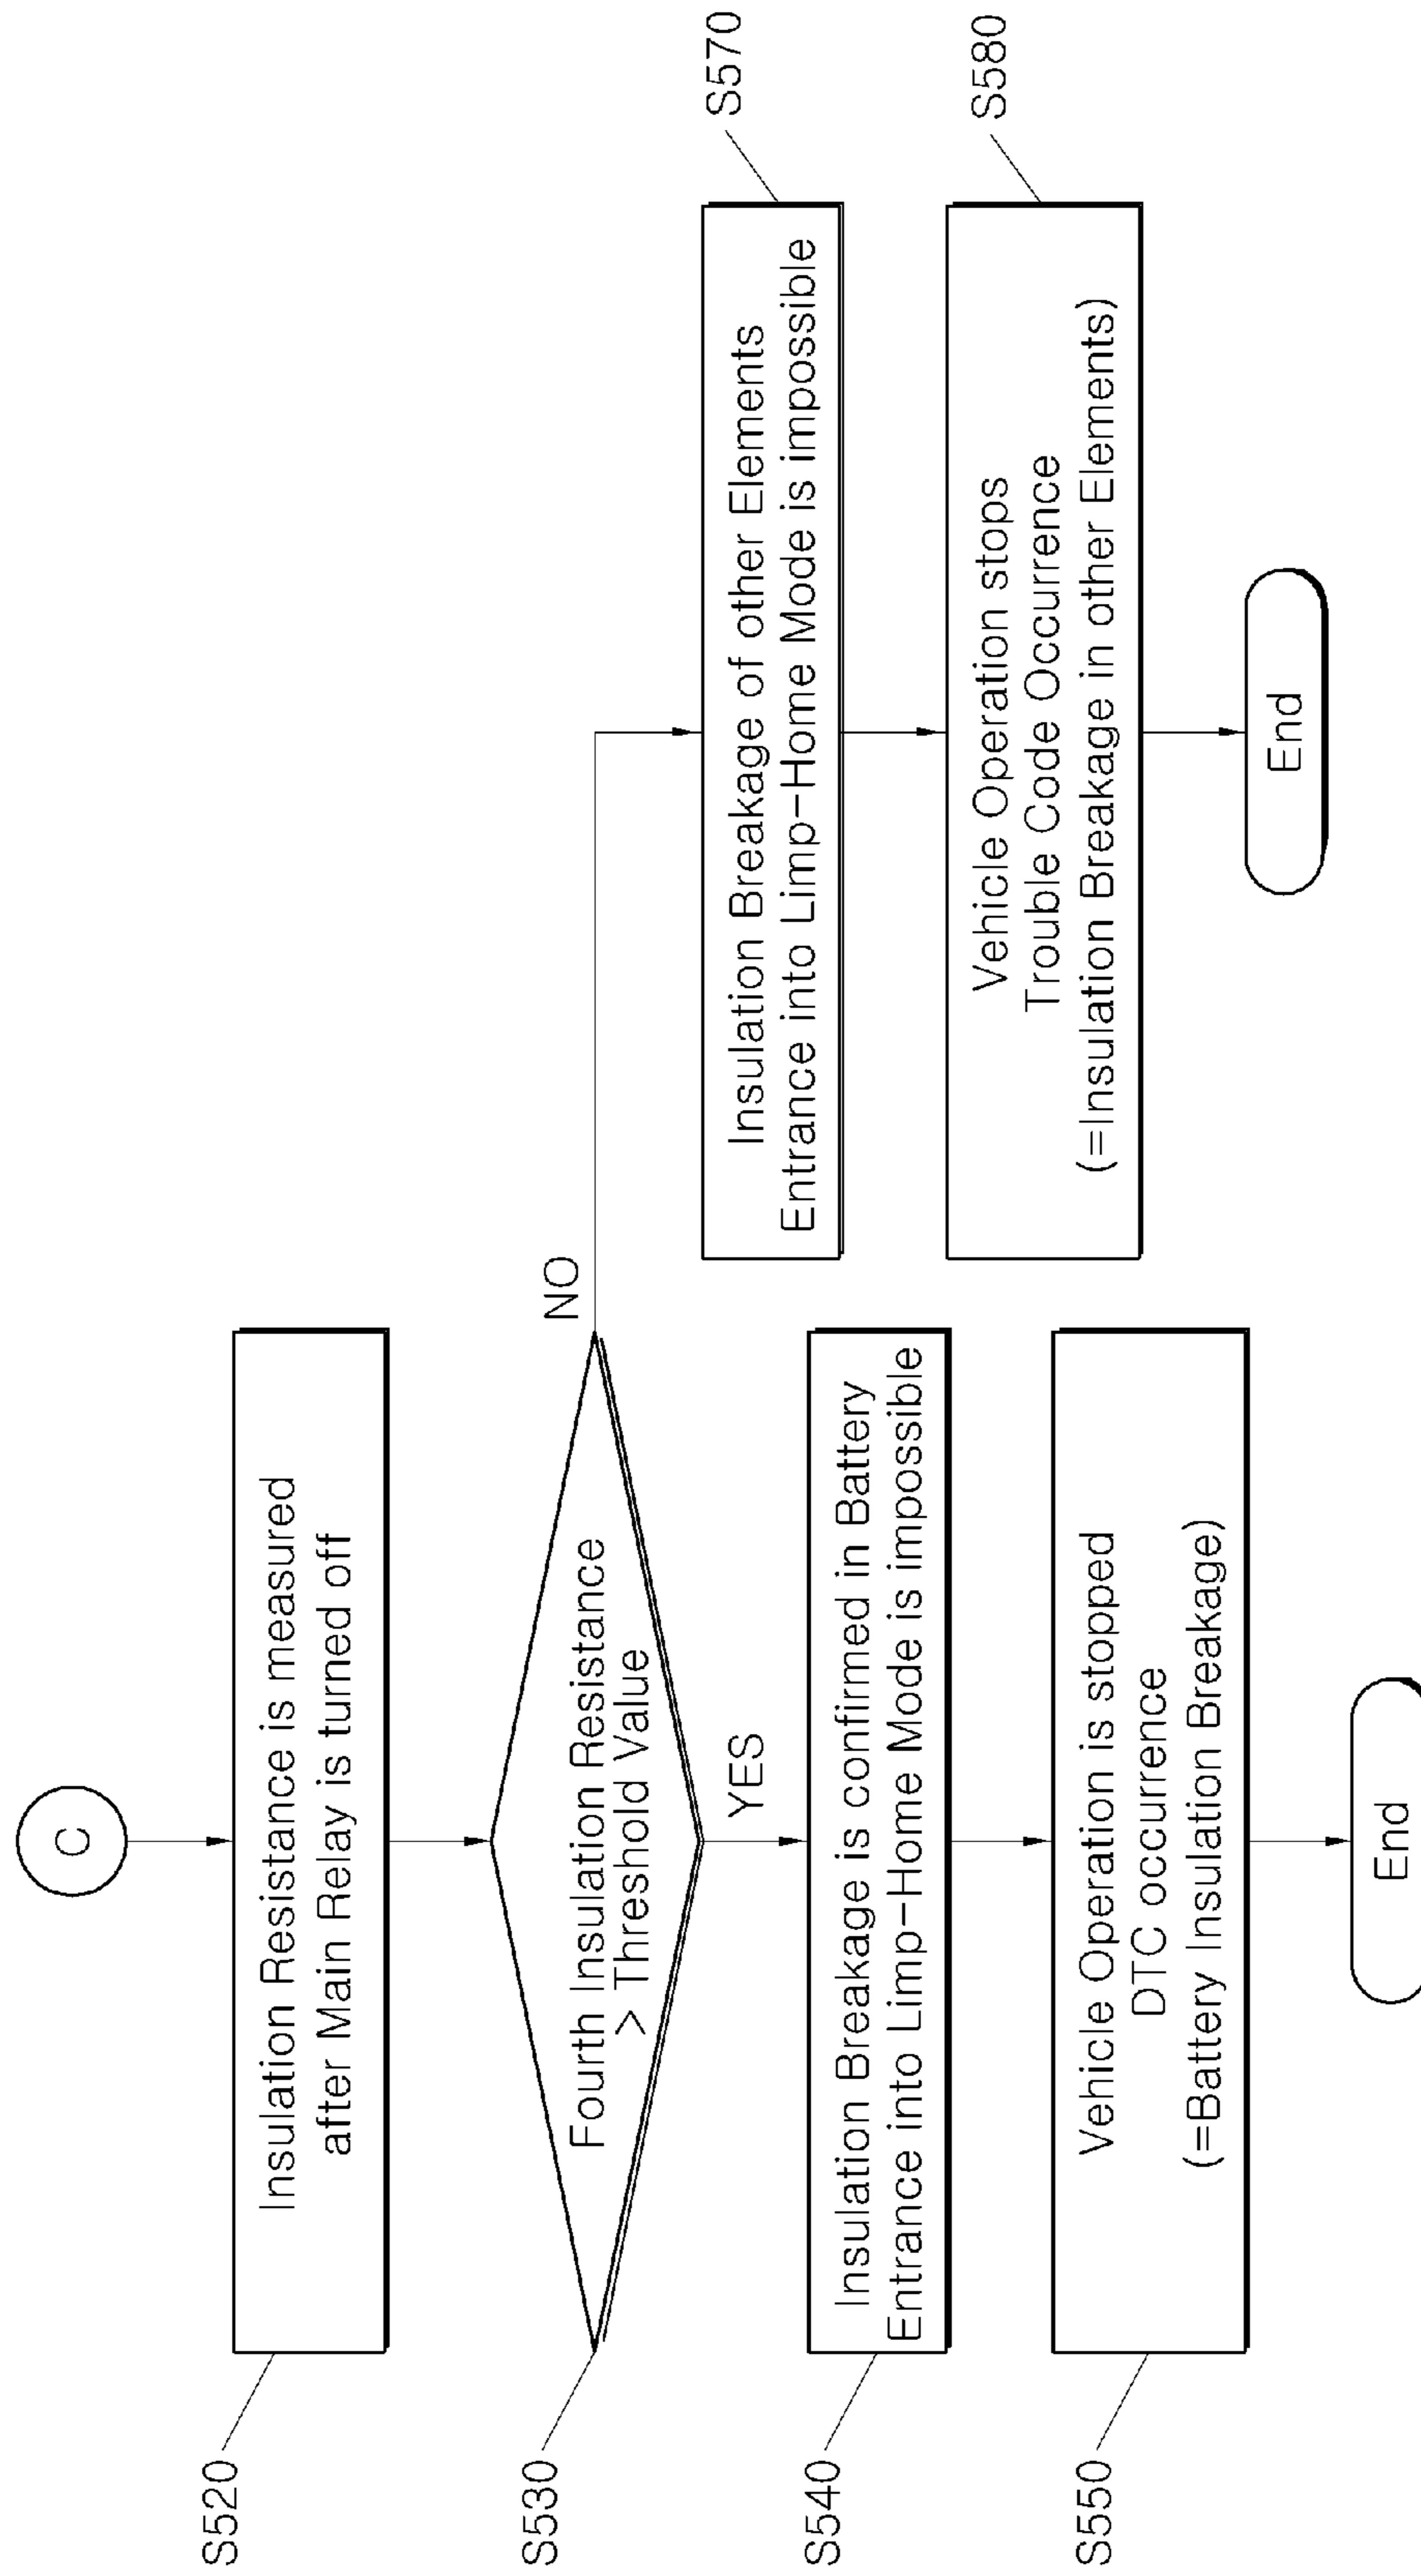 C
S520
Insulation Resistance is measured
after Main Relay is turned off
S530
Fourth Insulation Resistance
> Threshold Value
NO
YES
S540
Insulation Breakage is confirmed in Battery
Entrance into Limp-Home Mode is impossible
S550
Vehicle Operation is stopped
DTC occurrence
(=Battery Insulation Breakage)
End
S570
Insulation Breakage of other Elements
Entrance into Limp-Home Mode is impossible
S580
Vehicle Operation stops
Trouble Code Occurrence
(=Insulation Breakage in other Elements)
End